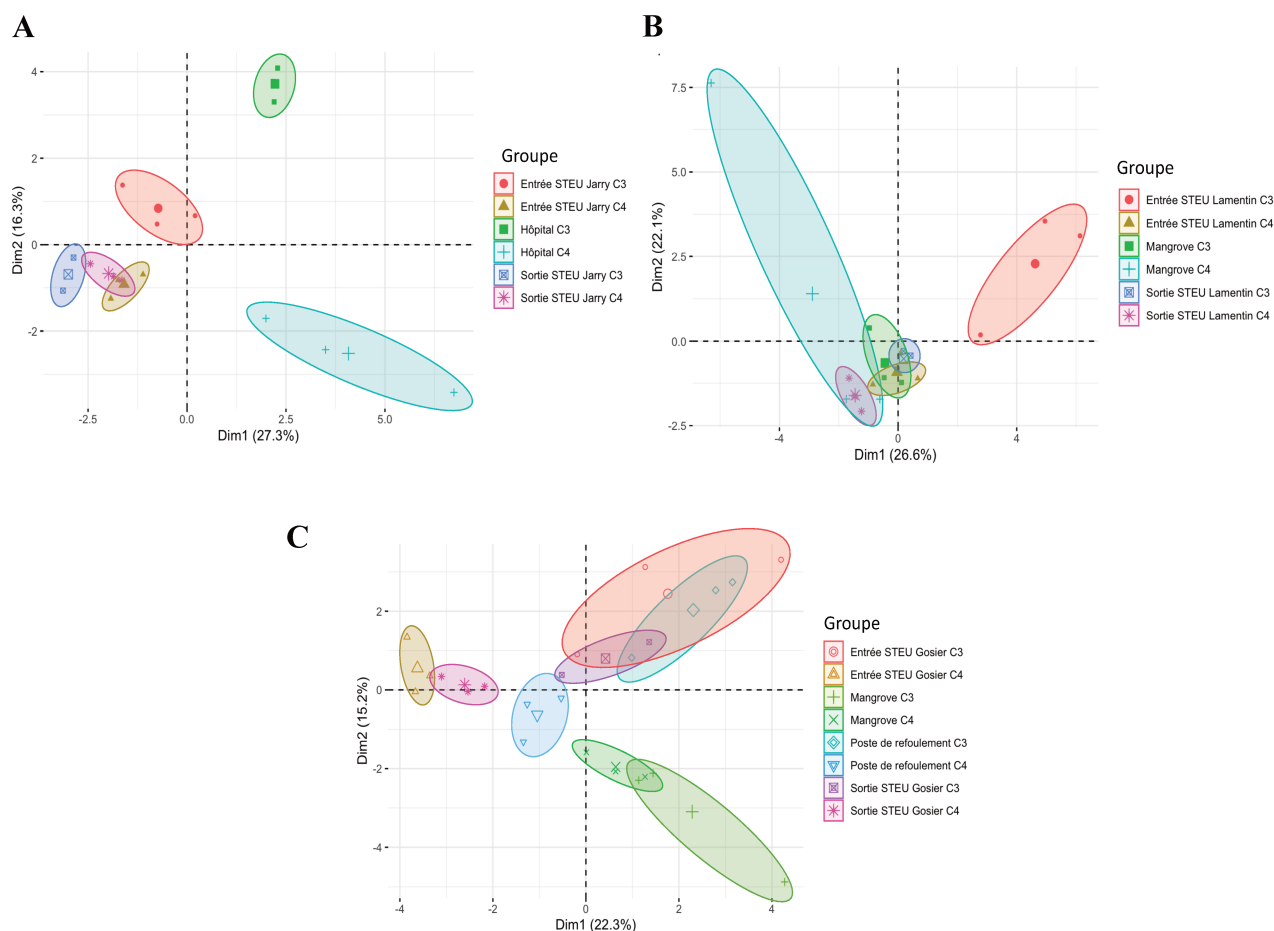 A
4
2
0
-2
-2.5
0.0
2.5
5.0
Dim1 (27.3%)
Dim2 (16.3%)
Groupe
Entrée STEU Jarry C3
Entrée STEU Jarry C4
Hôpital C3
Hôpital C4
Sortie STEU Jarry C3
Sortie STEU Jarry C4
B
7.5
5.0
2.5
0.0
-2.5
-4
0
4
Dim1 (26.6%)
Dim2 (22.1%)
Groupe
Entrée STEU Lamentin C3
Entrée STEU Lamentin C4
Mangrove C3
Mangrove C4
Sortie STEU Lamentin C3
Sortie STEU Lamentin C4
C
2
0
-2
-4
-4
-2
0
2
4
Dim1 (22.3%)
Dim2 (15.2%)
Groupe
Entrée STEU Gosier C3
Entrée STEU Gosier C4
Mangrove C3
Mangrove C4
Poste de refoulement C3
Poste de refoulement C4
Sortie STEU Gosier C3
Sortie STEU Gosier C4